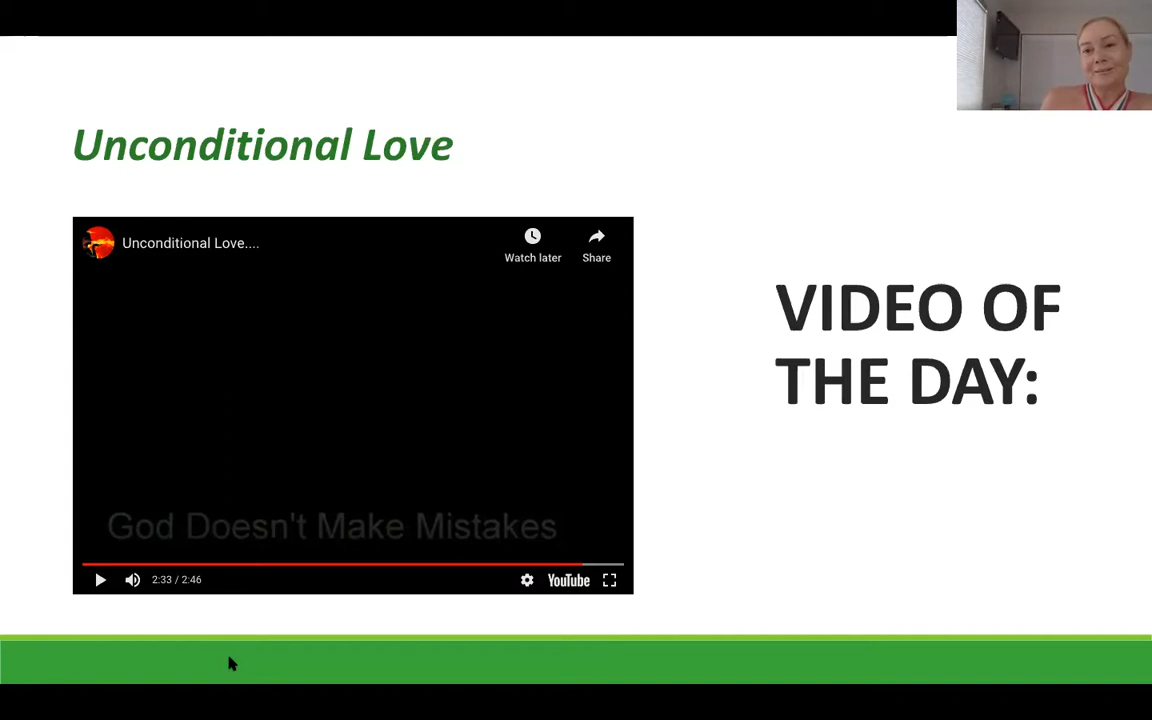 Unconditional Love
Unconditional Love....
Watch later
Share
God Doesn't Make Mistakes
2:33 / 2:46
YouTube
VIDEO OF
THE DAY: